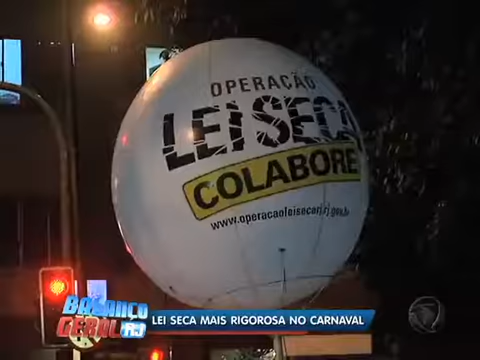 OPERAÇÃO
LEI SECA
COLABORE
www.operacaoleisecarj.rj.gov.br
BALANÇO
GERAL RJ
LEI SECA MAIS RIGOROSA NO CARNAVAL